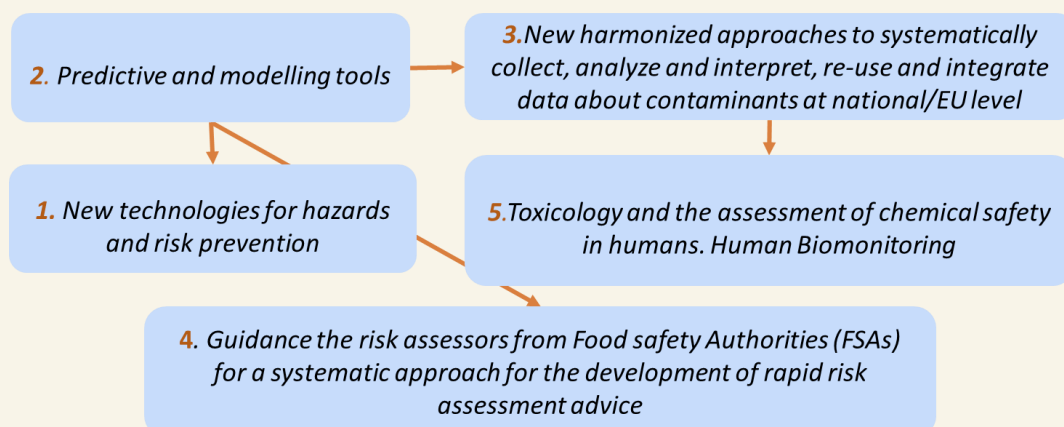 2. Predictive and modelling tools
3.New harmonized approaches to systematically
collect, analyze and interpret, re-use and integrate
data about contaminants at national/EU level
1. New technologies for hazards
and risk prevention
5.Toxicology and the assessment of chemical safety
in humans. Human Biomonitoring
4. Guidance the risk assessors from Food safety Authorities (FSAs)
for a systematic approach for the development of rapid risk
assessment advice